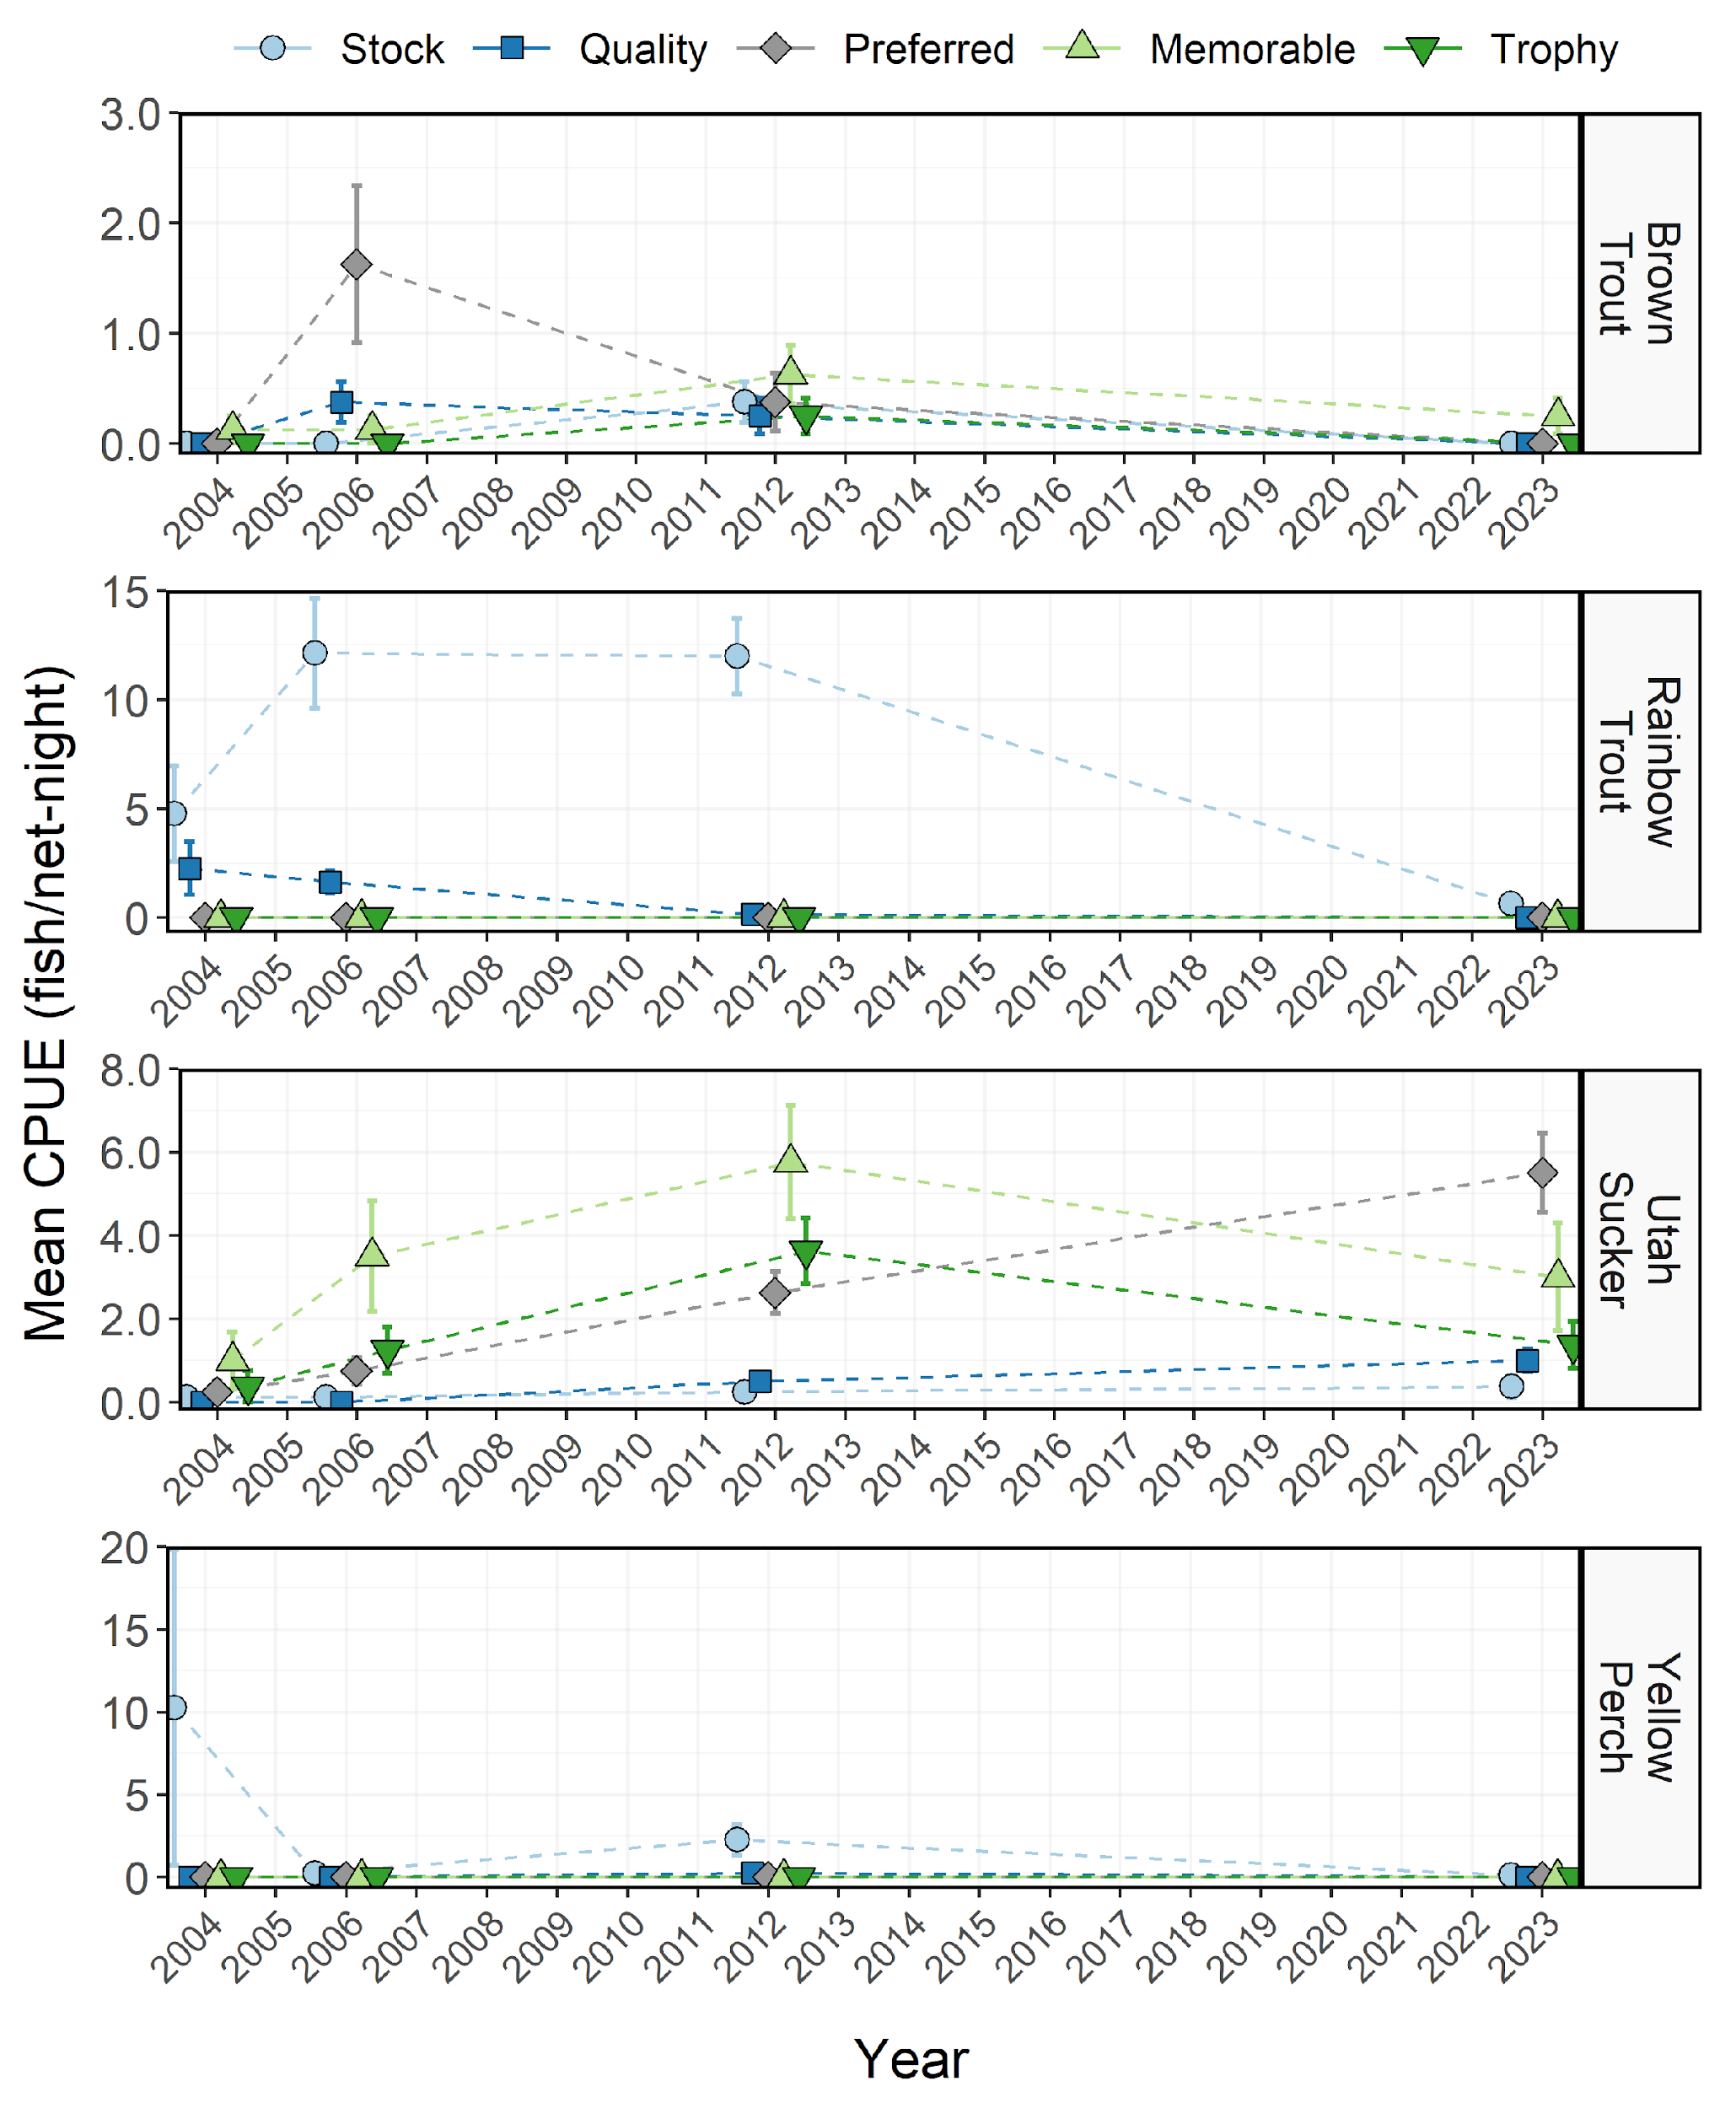 Stock Quality Preferred Memorable Trophy
Mean CPUE (fish/net-night)
3.0
2.0
1.0
0.0
2004 2005 2006 2007 2008 2009 2010 2011 2012 2013 2014 2015 2016 2017 2018 2019 2020 2021 2022 2023
Brown
Trout
15
10
5
0
2004 2005 2006 2007 2008 2009 2010 2011 2012 2013 2014 2015 2016 2017 2018 2019 2020 2021 2022 2023
Rainbow
Trout
8.0
6.0
4.0
2.0
0.0
2004 2005 2006 2007 2008 2009 2010 2011 2012 2013 2014 2015 2016 2017 2018 2019 2020 2021 2022 2023
Utah
Sucker
20
15
10
5
0
2004 2005 2006 2007 2008 2009 2010 2011 2012 2013 2014 2015 2016 2017 2018 2019 2020 2021 2022 2023
Yellow
Perch
Year